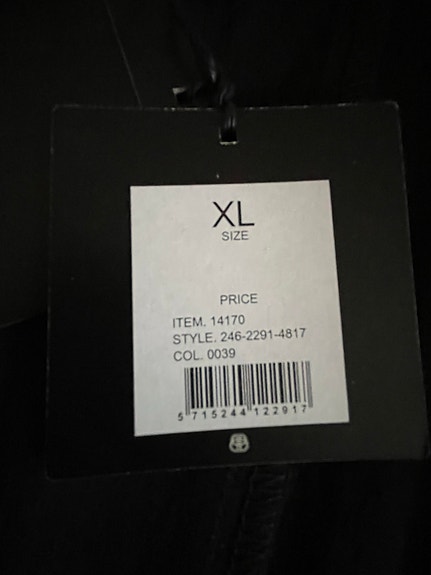 XL
SIZE
PRICE
ITEM. 14170
STYLE. 246-2291-4817
COL. 0039
5 715244 122917